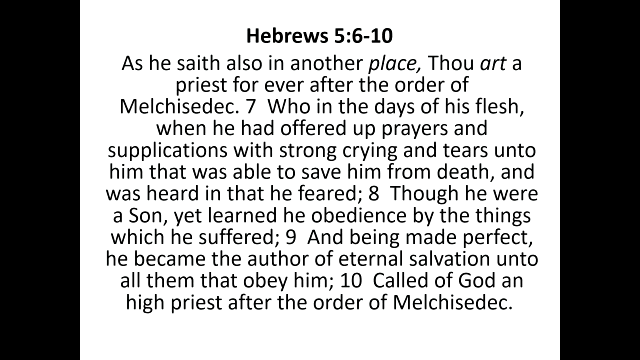 Hebrews 5:6-10
As he saith also in another place, Thou art a
priest for ever after the order of
Melchisedec. 7  Who in the days of his flesh,
when he had offered up prayers and
supplications with strong crying and tears unto
him that was able to save him from death, and
was heard in that he feared; 8  Though he were
a Son, yet learned he obedience by the things
which he suffered; 9  And being made perfect,
he became the author of eternal salvation unto
all them that obey him; 10  Called of God an
high priest after the order of Melchisedec.